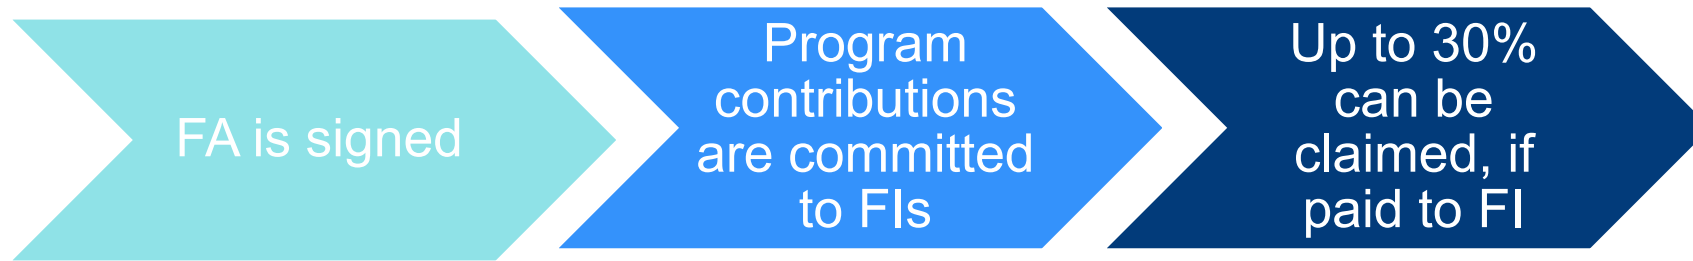 FA is signed
Program
contributions
are committed
to FIs
Up to 30%
can be
claimed, if
paid to FI